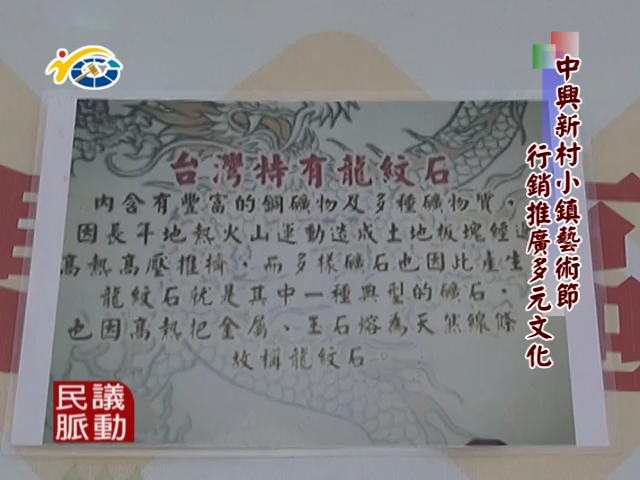 中興新村小鎮藝術節
行銷推廣多元文化
台灣特有龍紋石
內含有豐富的銅礦物及多種礦物質，
因長年地熱火山運動造成土地板塊經過
高熱高壓推擠，而多樣礦石也因此產生
龍紋石就是其中一種典型的礦石，
也因高熱把金屬、玉石熔為天然線條
故稱龍紋石。
民議
脈動